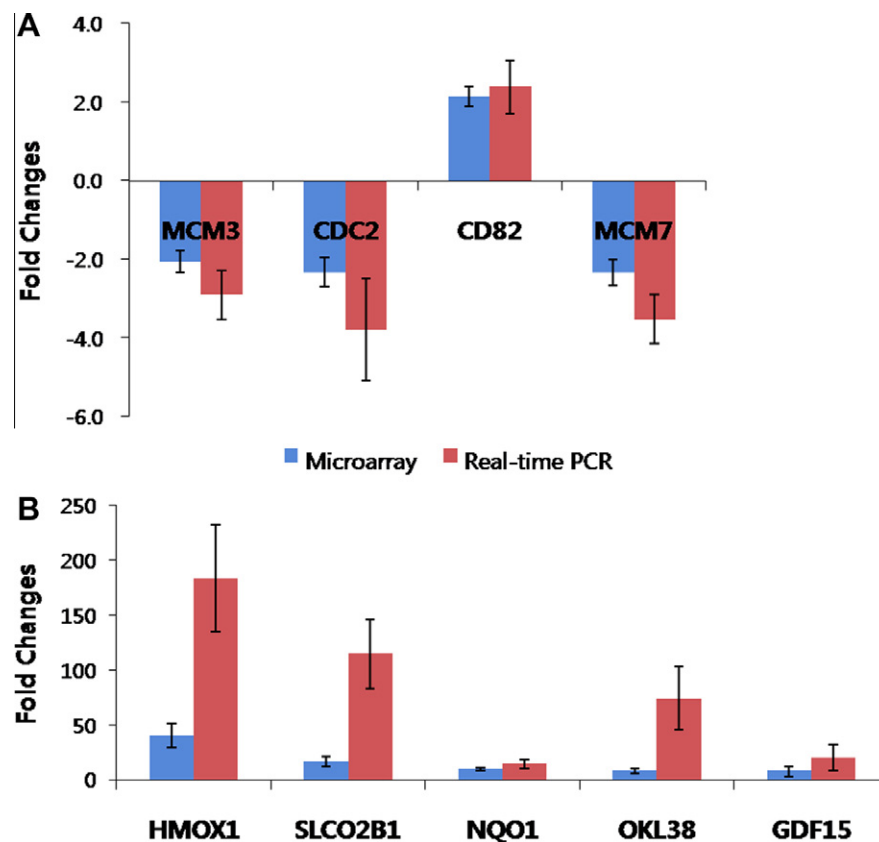 A
4.0
2.0
0.0
-2.0
-4.0
-6.0
Fold Changes
MCM3 CDC2 CD82 MCM7
Microarray Real-time PCR
B
250
200
150
100
50
0
Fold Changes
HMOX1 SLCO2B1 NQO1 OKL38 GDF15